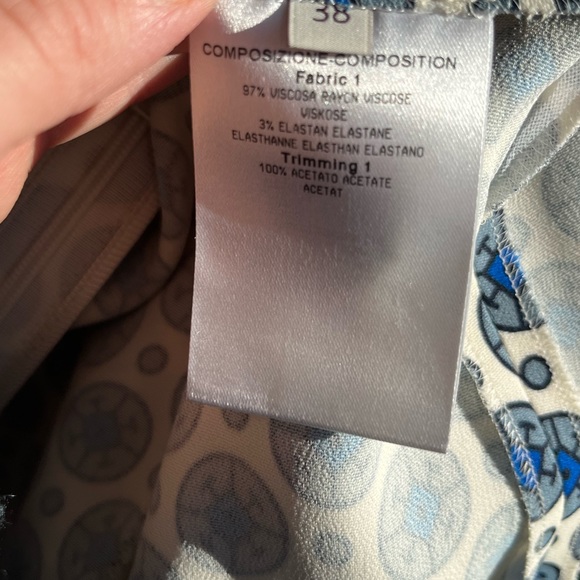 38
COMPOSIZIONE-COMPOSITION
Fabric 1
97% VISCOSA RAYON VISCOSE
VISKOSE
3% ELASTAN ELASTANE
ELASTHANNE ELASTHAN ELASTANO
Trimming 1
100% ACETATO ACETATE
ACETAT